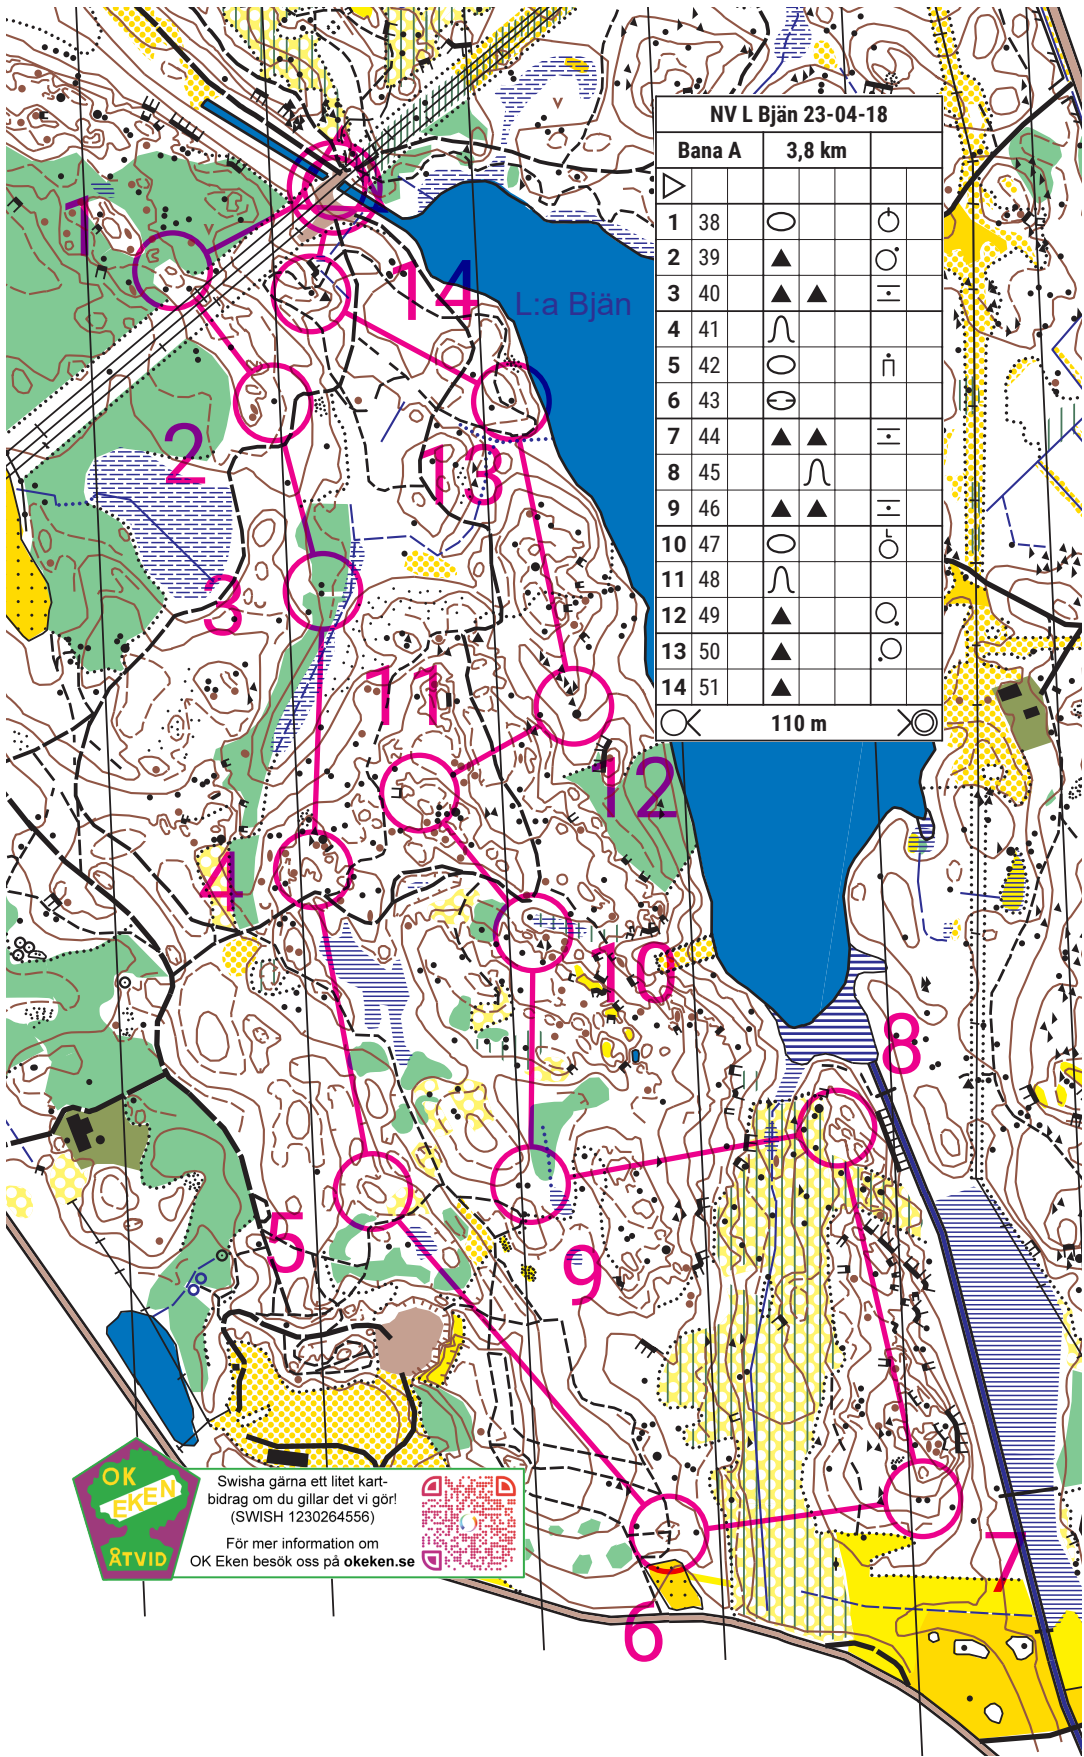 NV L Bjän 23-04-18
Bana A 3,8 km
1 38
2 39
3 40
4 41
5 42
6 43
7 44
8 45
9 46
10 47
11 48
12 49
13 50
14 51
110 m
1
14
L:a Bjän
2
13
3
11
12
4
10
8
5
9
7
6
OK
EKEN
ÅTVID
Swisha gärna ett litet kart-
bidrag om du gillar det vi gör!
(SWISH 1230264556)
För mer information om
OK Eken besök oss på okeken.se